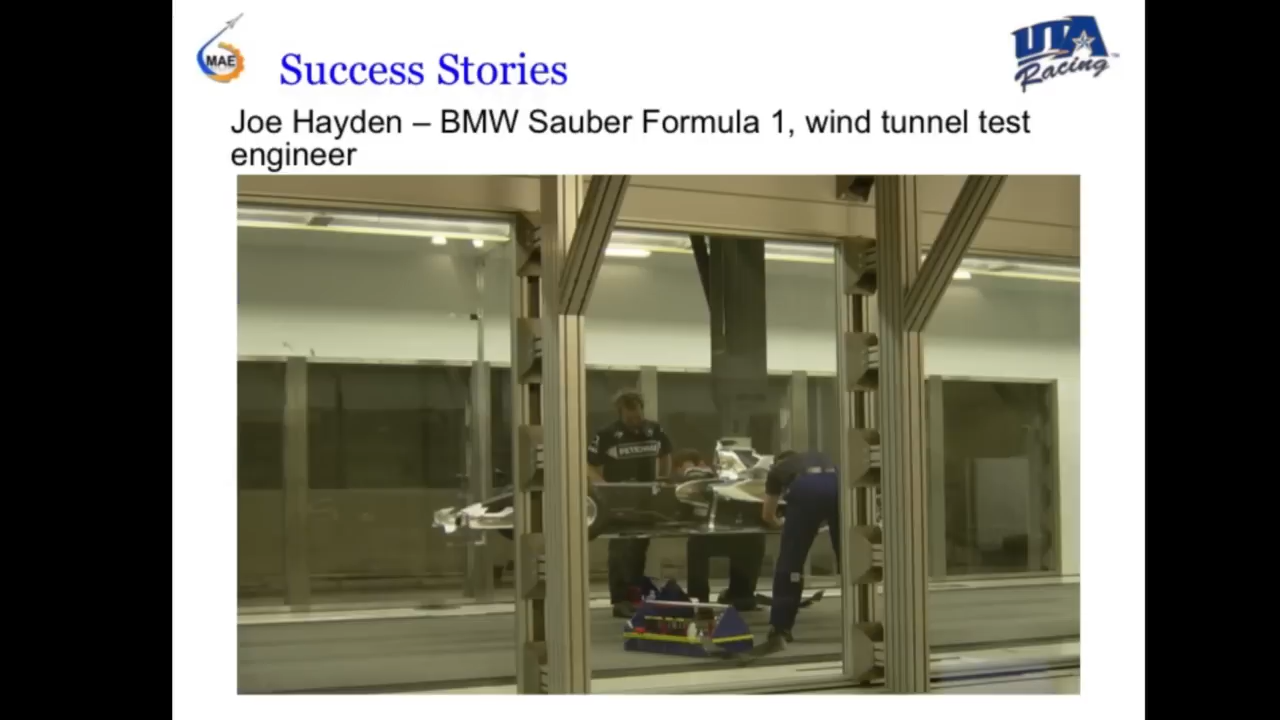 MAE
Success Stories
UTA
Racing
Joe Hayden – BMW Sauber Formula 1, wind tunnel test
engineer
PETRONAS